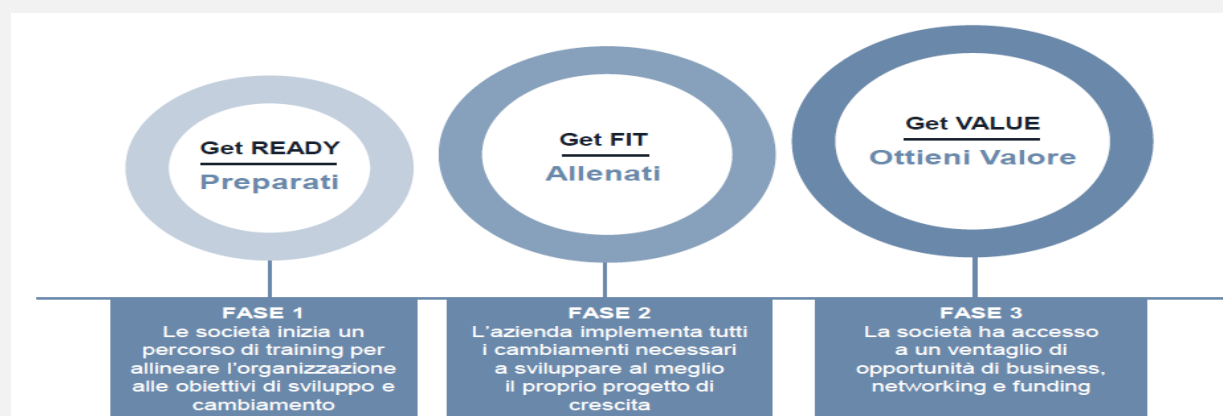 Get READY
Preparati
Get FIT
Allenati
Get VALUE
Ottieni Valore
FASE 1
Le società inizia un
percorso di training per
allineare l'organizzazione
alle obiettivi di sviluppo e
cambiamento
FASE 2
L'azienda implementa tutti
i cambiamenti necessari
a sviluppare al meglio
il proprio progetto di
crescita
FASE 3
La società ha accesso
a un ventaglio di
opportunità di business,
networking e funding